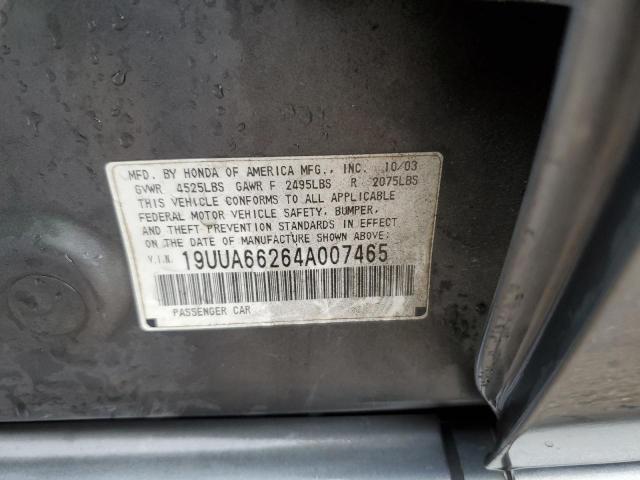 MFD. BY HONDA OF AMERICA MFG., INC. 10/03
GVWR 4525LBS GAWR F 2495LBS R 2075LBS
THIS VEHICLE CONFORMS TO ALL APPLICABLE
FEDERAL MOTOR VEHICLE SAFETY, BUMPER,
AND THEFT PREVENTION STANDARDS IN EFFECT
ON THE DATE OF MANUFACTURE SHOWN ABOVE.
V.I.N. 19UUA66264A007465
PASSENGER CAR